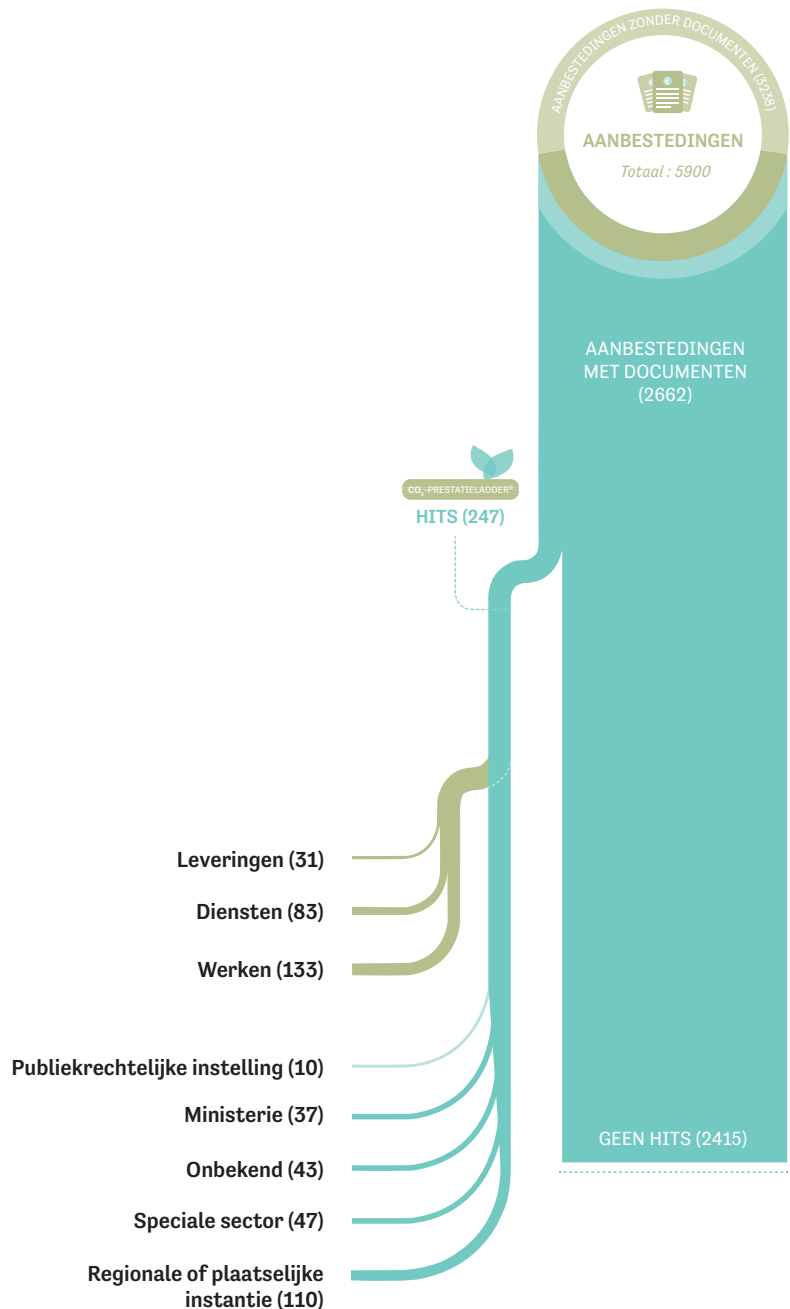 AANBESTEDINGEN ZONDER DOCUMENTEN (3238)
AANBESTEDINGEN
Totaal : 5900
AANBESTEDINGEN
MET DOCUMENTEN
(2662)
CO₂-PRESTATIELADDER®
HITS (247)
Leveringen (31)
Diensten (83)
Werken (133)
Publiekrechtelijke instelling (10)
Ministerie (37)
Onbekend (43)
Speciale sector (47)
Regionale of plaatselijke
instantie (110)
GEEN HITS (2415)